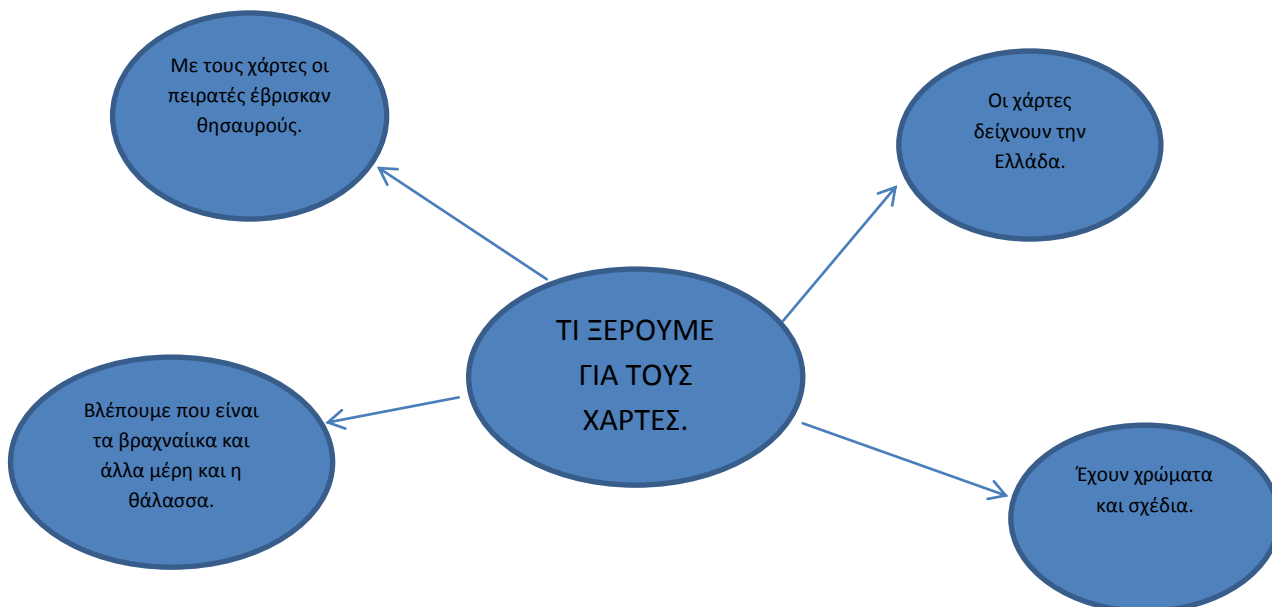 Με τους χάρτες οι
πειρατές έβρισκαν
θησαυρούς.
Οι χάρτες
δείχνουν την
Ελλάδα.
ΤΙ ΞΕΡΟΥΜΕ
ΓΙΑ ΤΟΥΣ
ΧΑΡΤΕΣ.
Βλέπουμε που είναι
τα βραχναίικα και
άλλα μέρη και η
θάλασσα.
Έχουν χρώματα
και σχέδια.